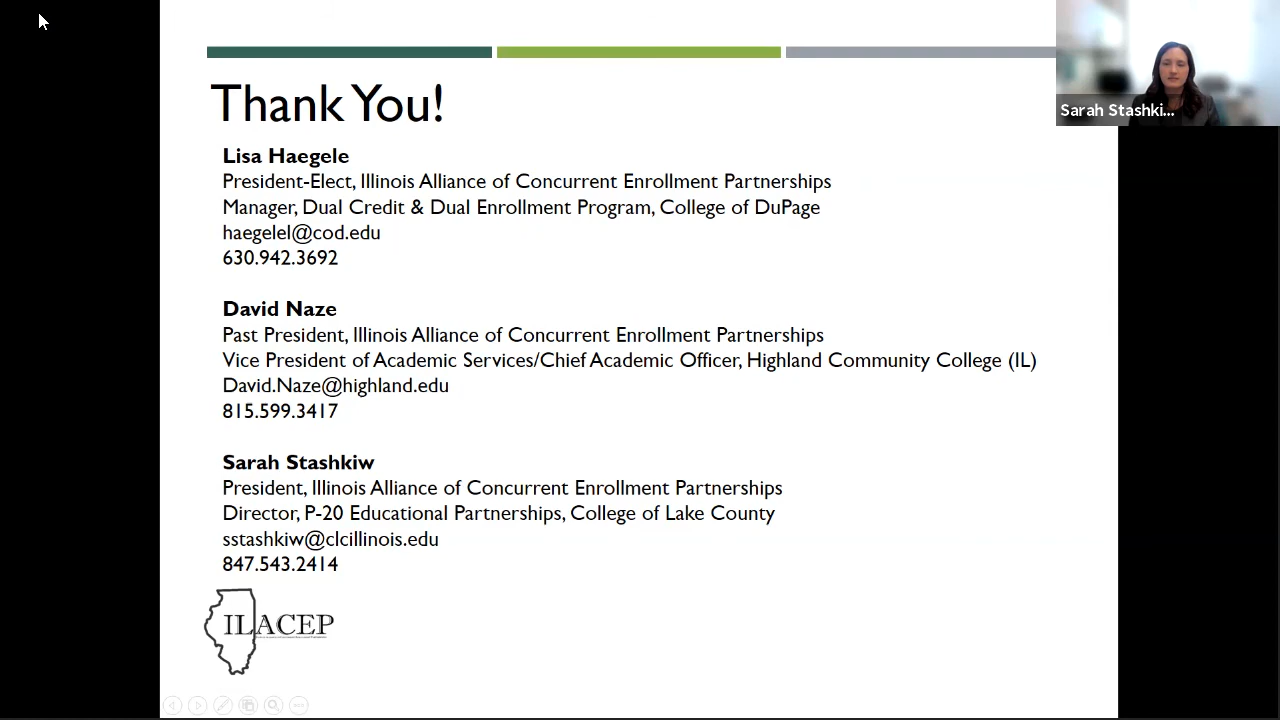 Thank You!
Lisa Haegele
President-Elect, Illinois Alliance of Concurrent Enrollment Partnerships
Manager, Dual Credit & Dual Enrollment Program, College of DuPage
haegelel@cod.edu
630.942.3692
David Naze
Past President, Illinois Alliance of Concurrent Enrollment Partnerships
Vice President of Academic Services/Chief Academic Officer, Highland Community College (IL)
David.Naze@highland.edu
815.599.3417
Sarah Stashkiw
President, Illinois Alliance of Concurrent Enrollment Partnerships
Director, P-20 Educational Partnerships, College of Lake County
sstashkiw@clcillinois.edu
847.543.2414
ILACEP
Sarah Stashki...